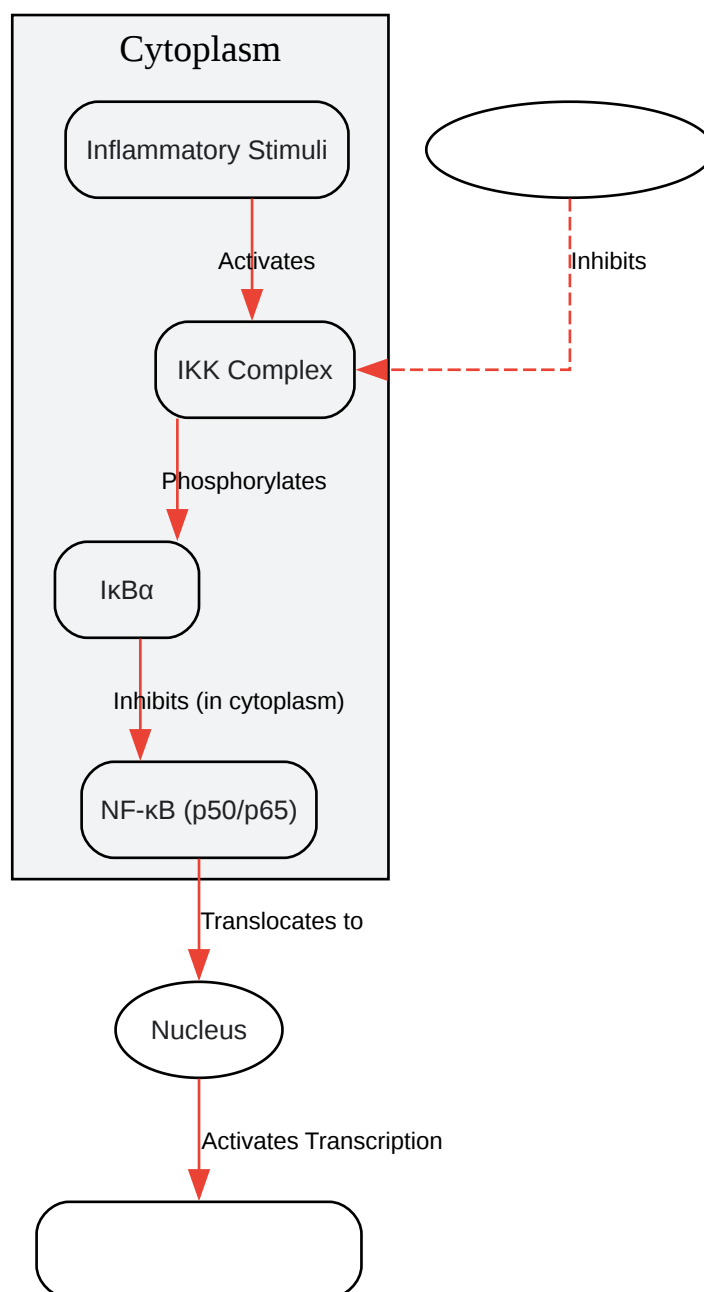 Cytoplasm
Inflammatory Stimuli
Activates
Inhibits
IKK Complex
Phosphorylates
IκBα
Inhibits (in cytoplasm)
NF-κB (p50/p65)
Translocates to
Nucleus
Activates Transcription